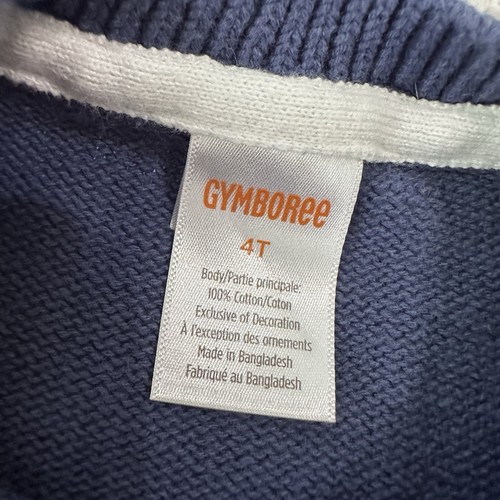 GYMBOREE
4T
Body/Partie principale:
100% Cotton/Coton
Exclusive of Decoration
À l'exception des ornements
Made in Bangladesh
Fabriqué au Bangladesh